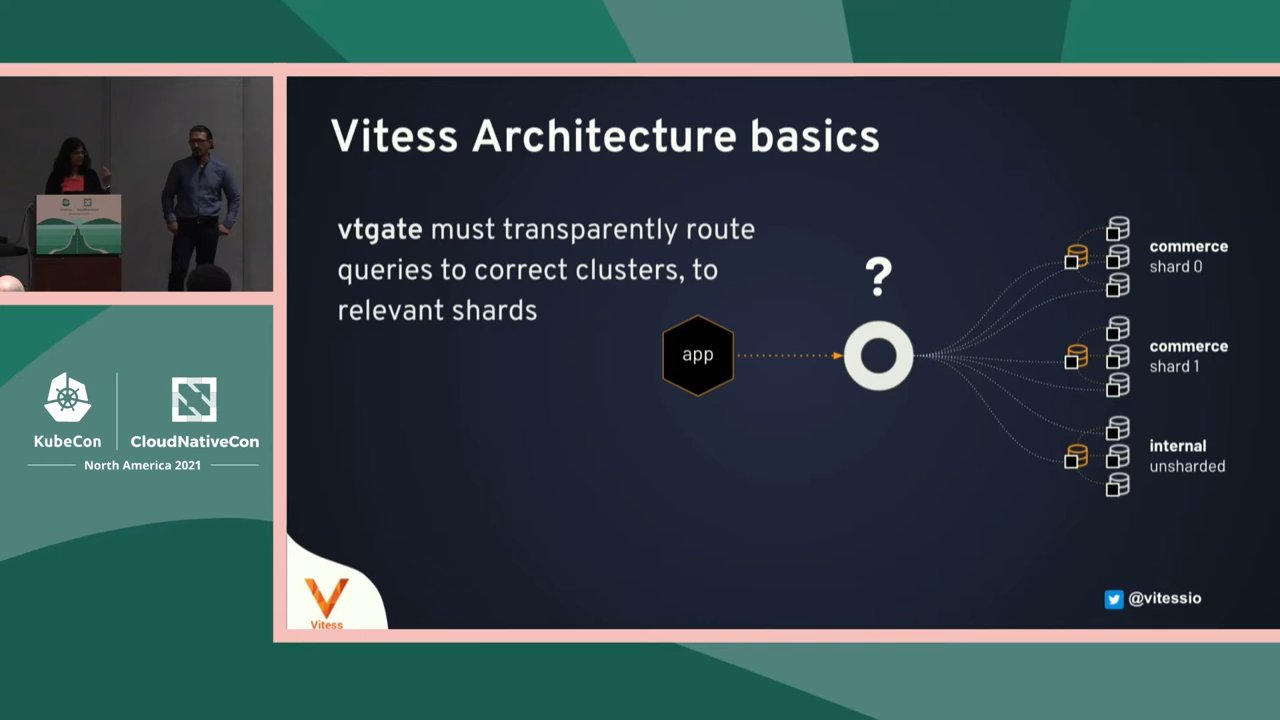 Vitess Architecture basics
vtgate must transparently route
queries to correct clusters, to
relevant shards
?
app
commerce
shard 0
commerce
shard 1
internal
unsharded
KubeCon
CloudNativeCon
North America 2021
Vitess
@vitessio